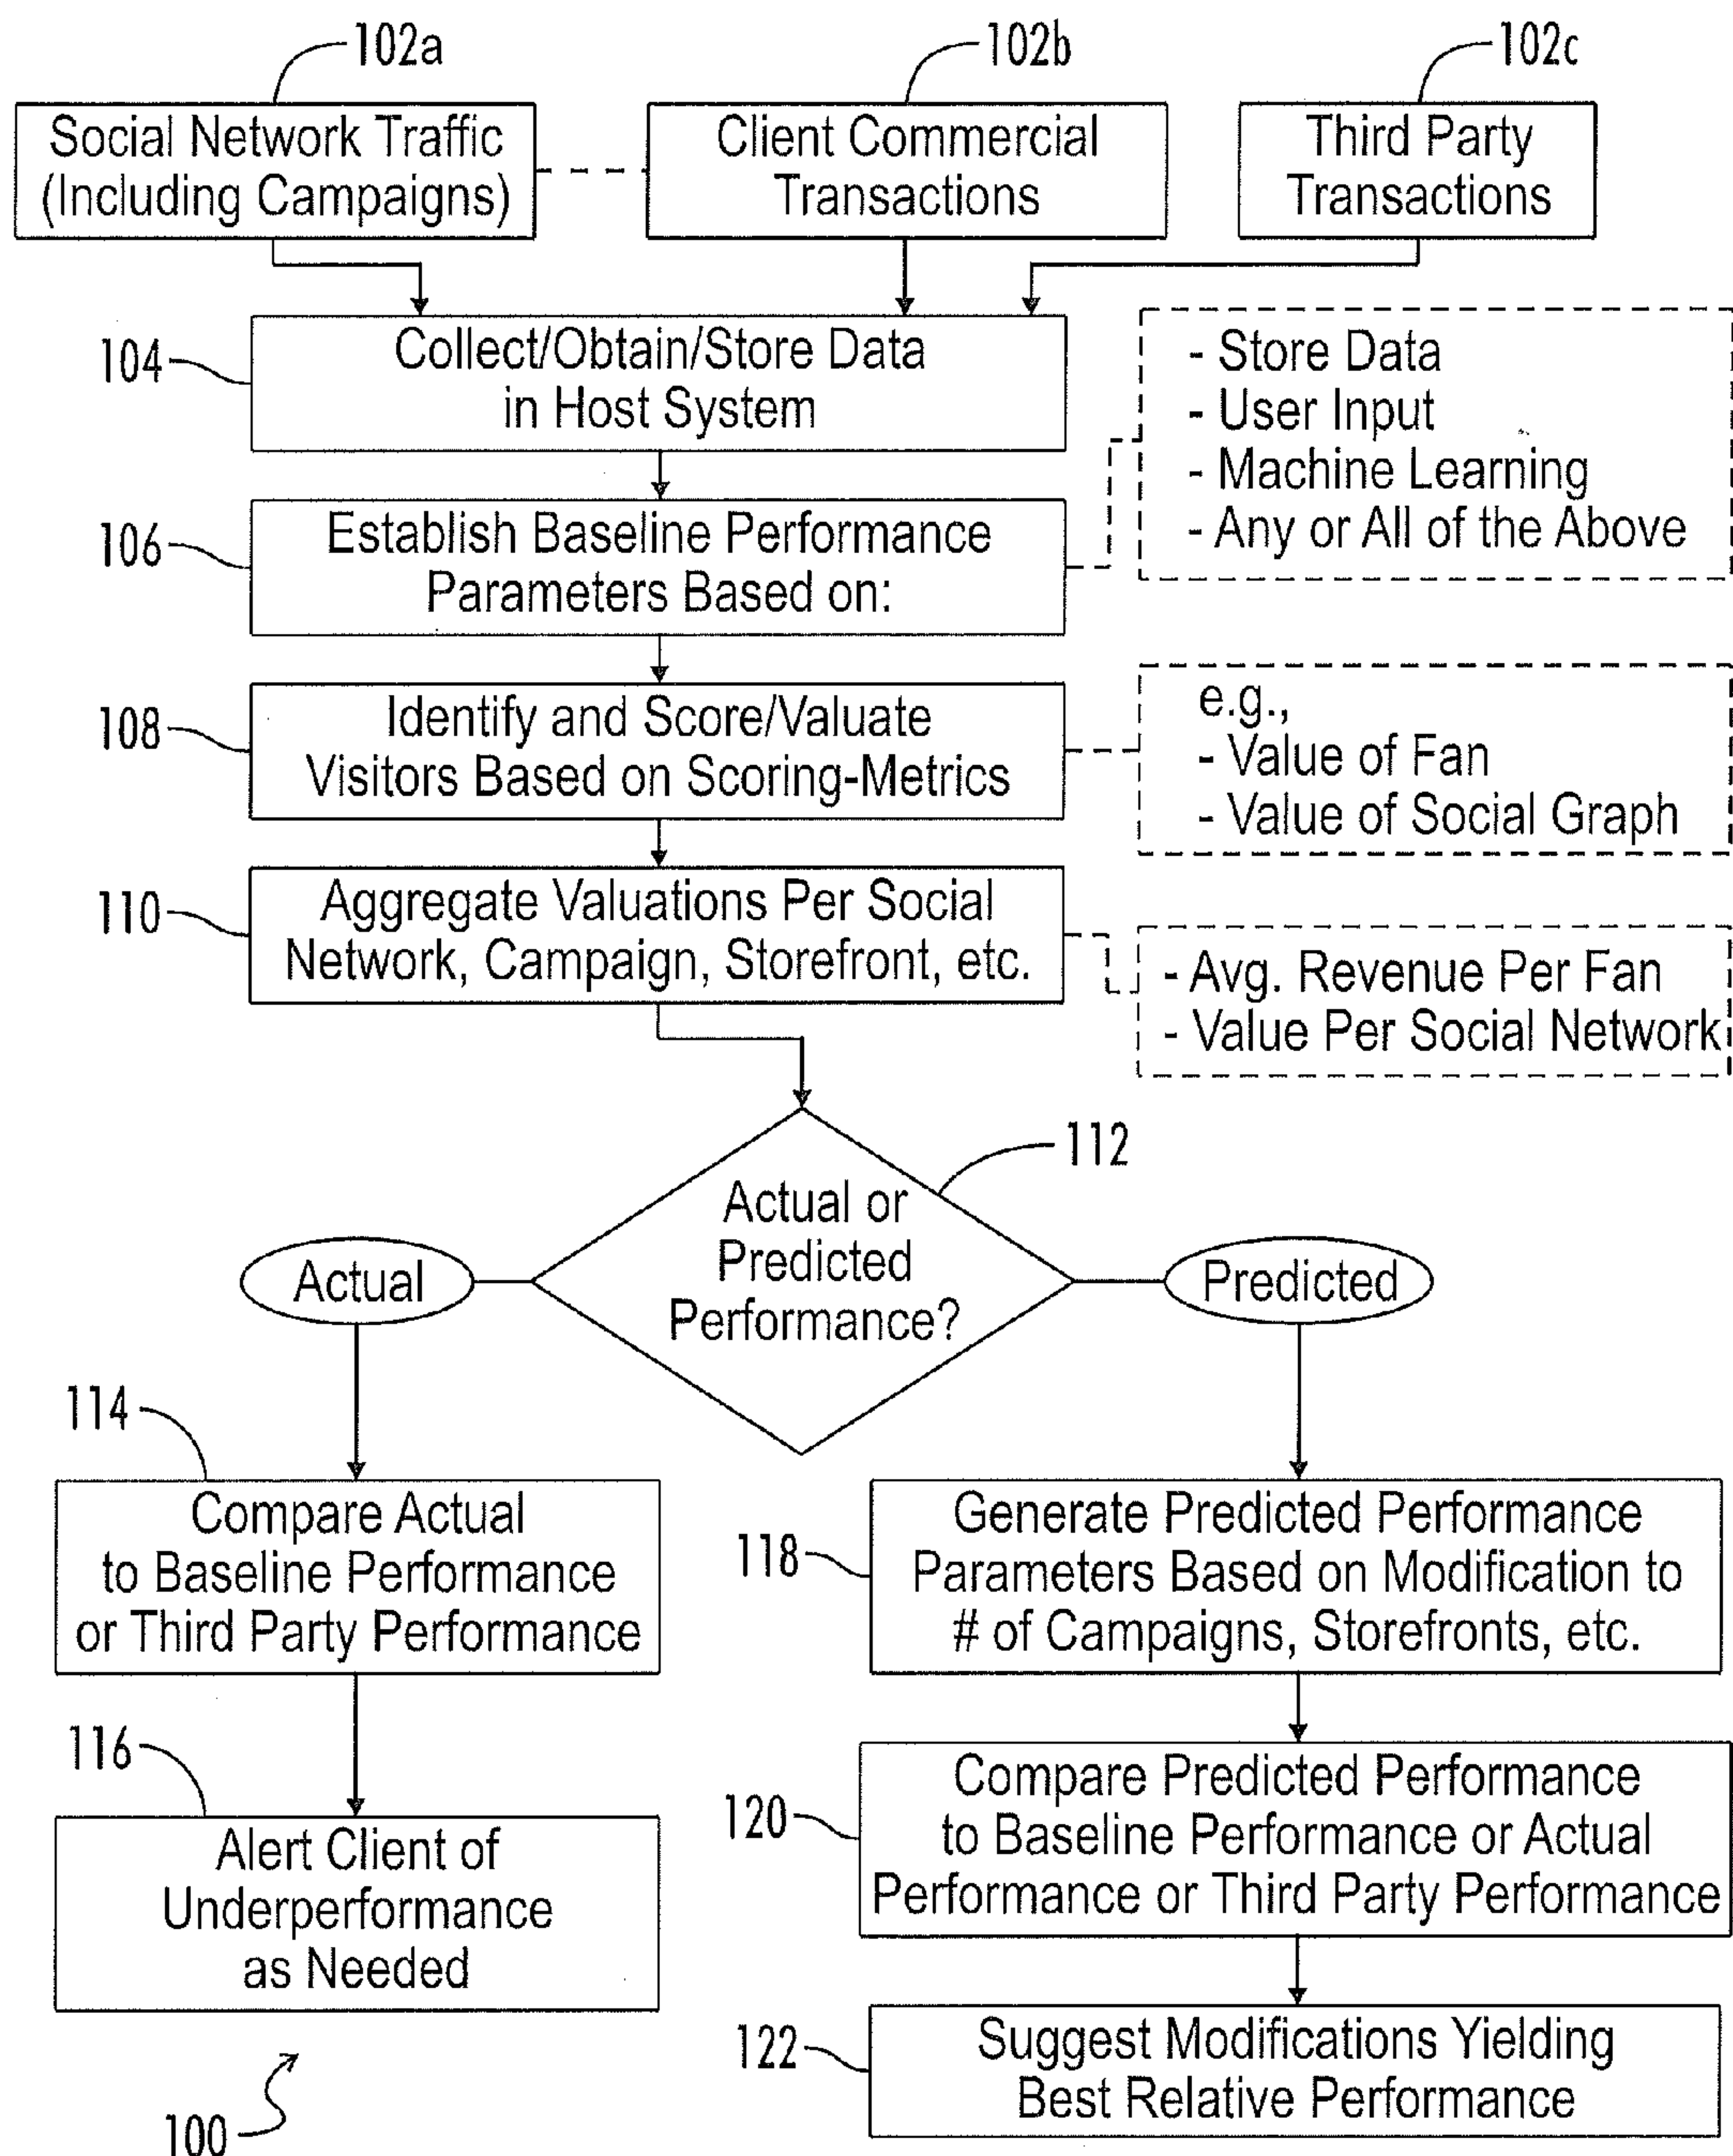 102a
102b
102c
Social Network Traffic
(Including Campaigns)
Client Commercial
Transactions
Third Party
Transactions
104
Collect/Obtain/Store Data
in Host System
- Store Data
- User Input
- Machine Learning
- Any or All of the Above
106
Establish Baseline Performance
Parameters Based on:
108
Identify and Score/Valuate
Visitors Based on Scoring-Metrics
e.g.,
- Value of Fan
- Value of Social Graph
110
Aggregate Valuations Per Social
Network, Campaign, Storefront, etc.
- Avg. Revenue Per Fan
- Value Per Social Network
112
Actual or
Predicted
Performance?
Actual
Predicted
114
Compare Actual
to Baseline Performance
or Third Party Performance
116
Alert Client of
Underperformance
as Needed
118
Generate Predicted Performance
Parameters Based on Modification to
# of Campaigns, Storefronts, etc.
120
Compare Predicted Performance
to Baseline Performance or Actual
Performance or Third Party Performance
122
Suggest Modifications Yielding
Best Relative Performance
100